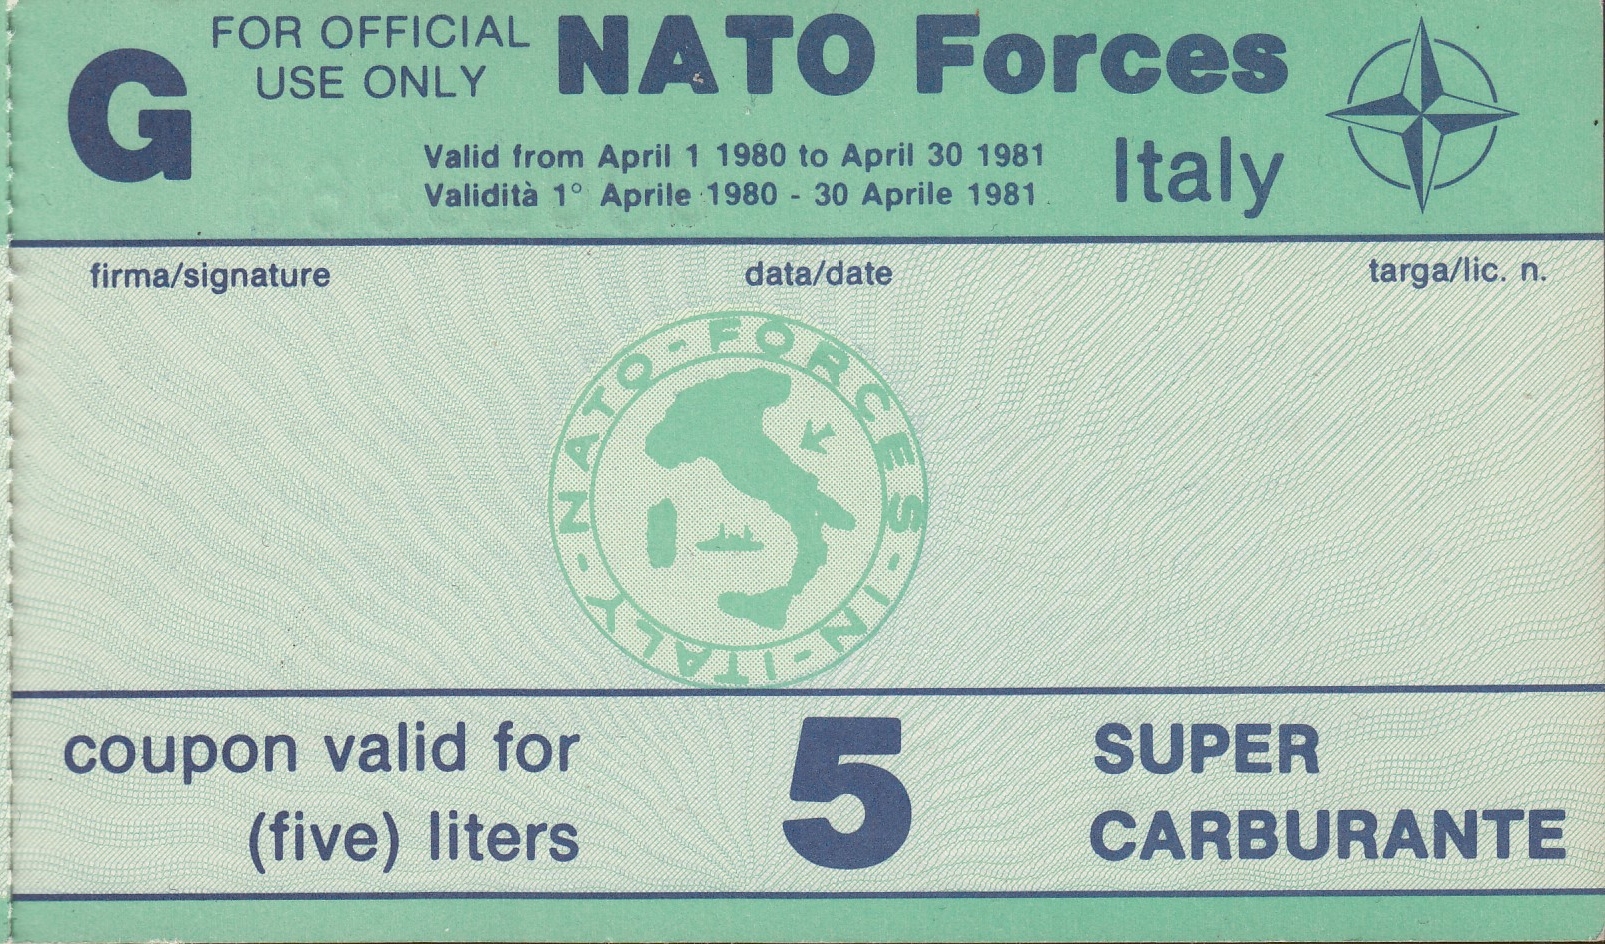 G
FOR OFFICIAL
USE ONLY
NATO Forces
Italy
Valid from April 1 1980 to April 30 1981
Validità 1° Aprile 1980 - 30 Aprile 1981
firma/signature
data/date
targa/lic. n.
NATO-FORCES-IN-ITALY-
coupon valid for
(five) liters
5
SUPER
CARBURANTE